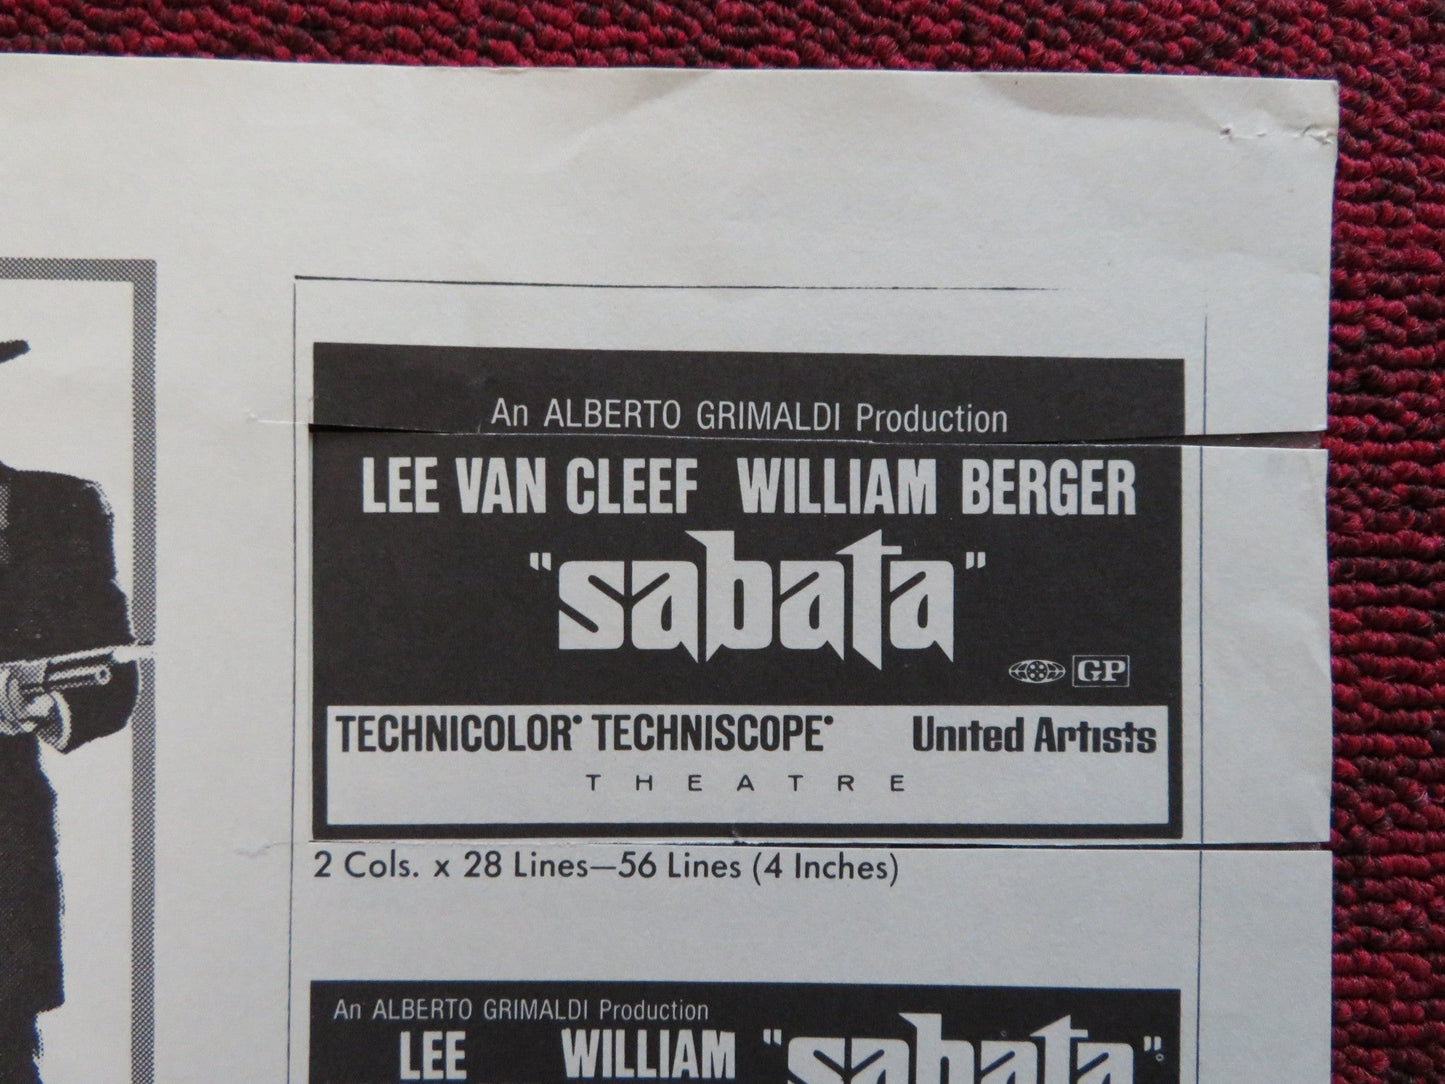 An ALBERTO GRIMALDI Production
LEE VAN CLEEF WILLIAM BERGER
"sabata"
GP
TECHNICOLOR® TECHNISCOPE®
United Artists
THEATRE
2 Cols. x 28 Lines—56 Lines (4 Inches)
An ALBERTO GRIMALDI Production
LEE WILLIAM "sabata"